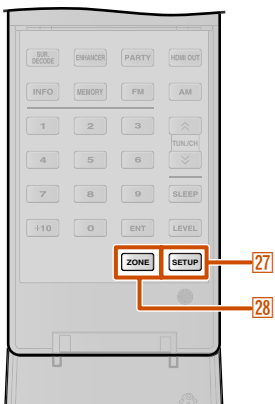 SUR. DECODE ENHANCER PARTY HDMI OUT
INFO MEMORY FM AM
1 2 3
TUN./CH
4 5 6
7 8 9 SLEEP
+10 0 ENT LEVEL
ZONE SETUP 27
28